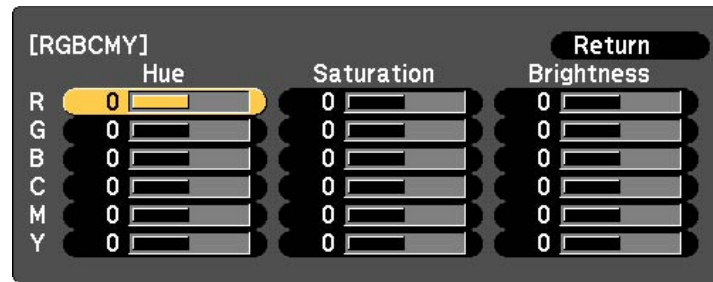 [RGBCMY] Return
Hue Saturation Brightness
R 0 0 0
G 0 0 0
B 0 0 0
C 0 0 0
M 0 0 0
Y 0 0 0